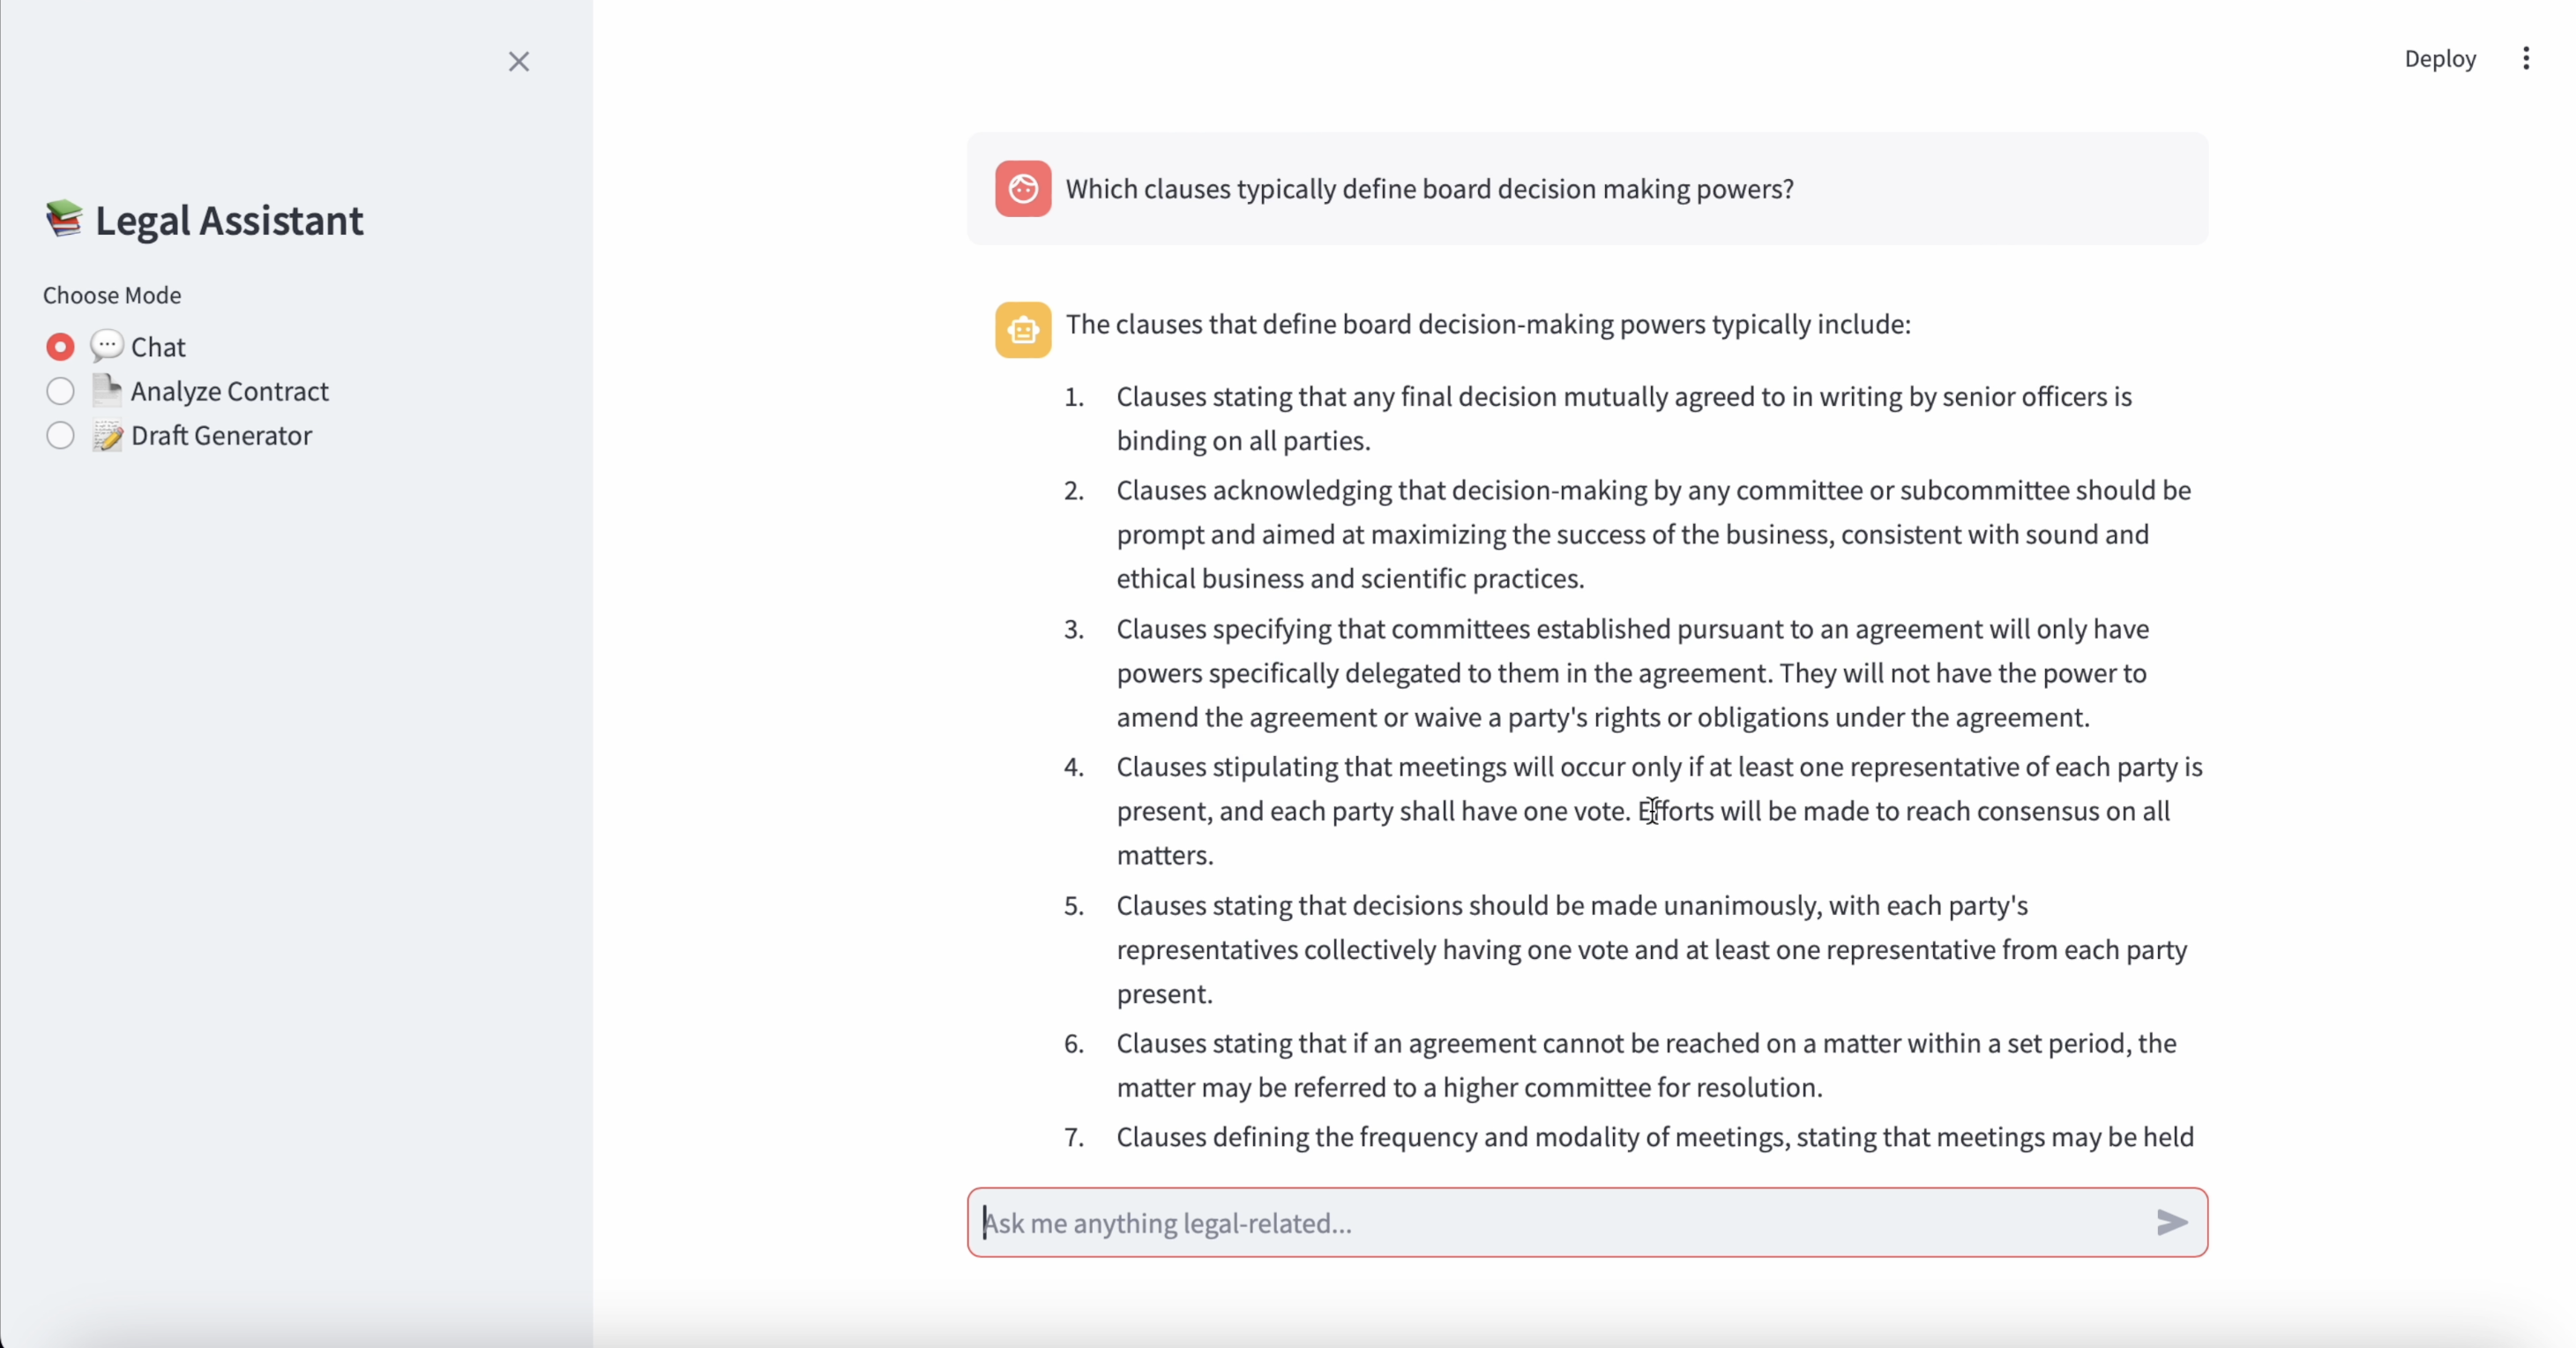 Deploy
📚 Legal Assistant
Choose Mode
💬 Chat
📄 Analyze Contract
📝 Draft Generator
Which clauses typically define board decision making powers?
The clauses that define board decision-making powers typically include:
1. Clauses stating that any final decision mutually agreed to in writing by senior officers is
binding on all parties.
2. Clauses acknowledging that decision-making by any committee or subcommittee should be
prompt and aimed at maximizing the success of the business, consistent with sound and
ethical business and scientific practices.
3. Clauses specifying that committees established pursuant to an agreement will only have
powers specifically delegated to them in the agreement. They will not have the power to
amend the agreement or waive a party's rights or obligations under the agreement.
4. Clauses stipulating that meetings will occur only if at least one representative of each party is
present, and each party shall have one vote. Efforts will be made to reach consensus on all
matters.
5. Clauses stating that decisions should be made unanimously, with each party's
representatives collectively having one vote and at least one representative from each party
present.
6. Clauses stating that if an agreement cannot be reached on a matter within a set period, the
matter may be referred to a higher committee for resolution.
7. Clauses defining the frequency and modality of meetings, stating that meetings may be held
Ask me anything legal-related...